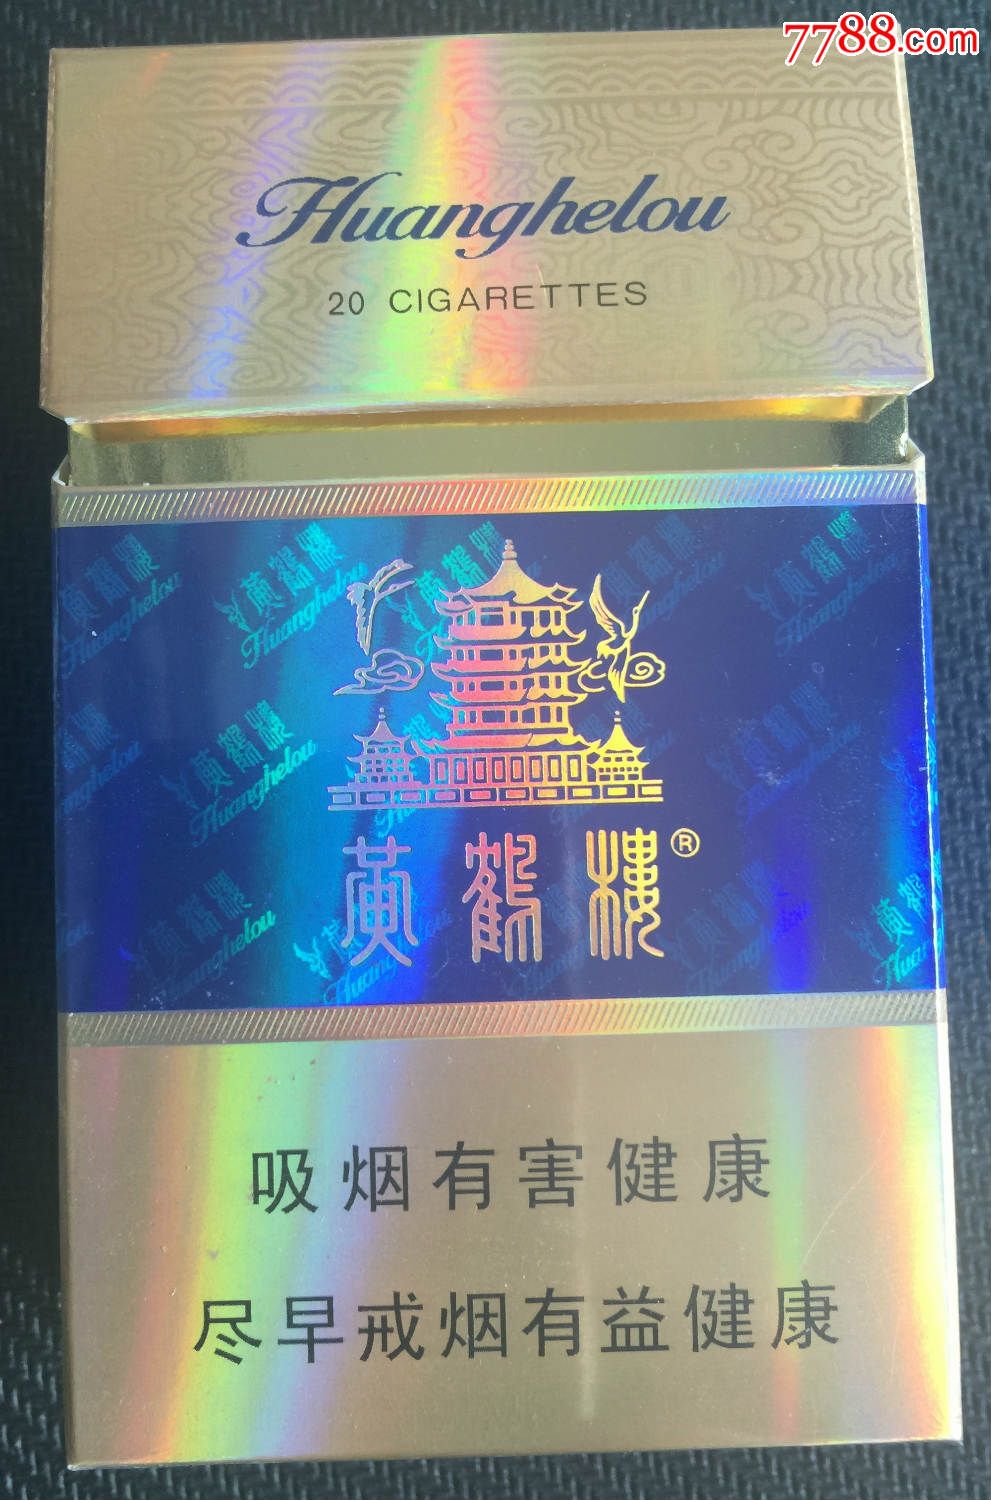 7788.com
Huanghelou
20 CIGARETTES
黄鹤楼®
吸烟有害健康
尽早戒烟有益健康